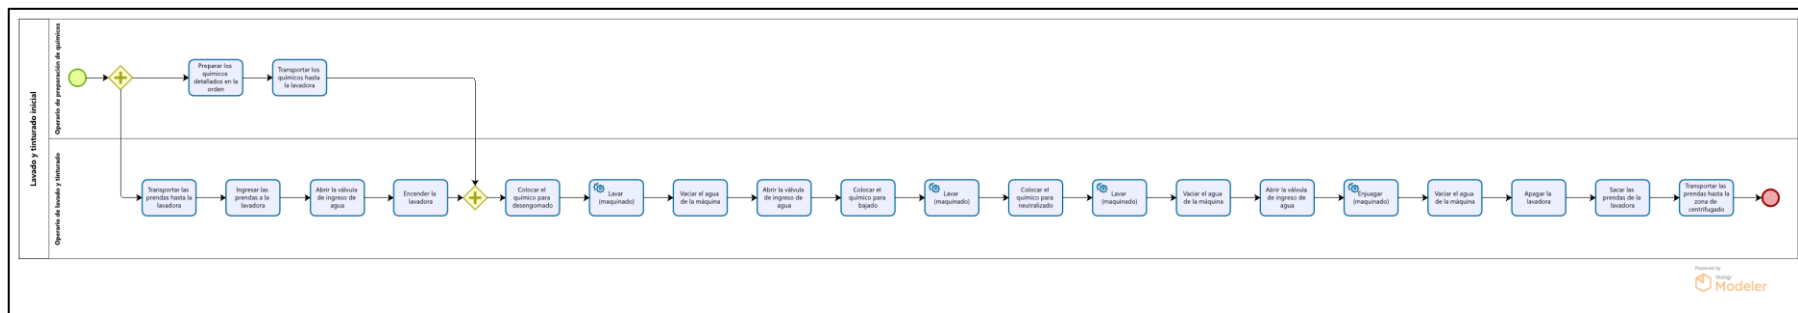 Lavado y tinturado inicial
Operario de preparación de químicos
Preparar los
químicos
detallados en la
orden
Transportar los
químicos hasta
la lavadora
Operario de lavado y tinturado
Transportar las
prendas hasta la
lavadora
Ingresar las
prendas a la
lavadora
Abrir la válvula
de ingreso de
agua
Encender la
lavadora
Colocar el
químico para
desengomado
Lavar
(maquinado)
Vaciar el agua
de la máquina
Abrir la válvula
de ingreso de
agua
Colocar el
químico para
bajado
Lavar
(maquinado)
Colocar el
químico para
neutralizado
Lavar
(maquinado)
Vaciar el agua
de la máquina
Abrir la válvula
de ingreso de
agua
Enjuagar
(maquinado)
Vaciar el agua
de la máquina
Apagar la
lavadora
Sacar las
prendas de la
lavadora
Transportar las
prendas hasta la
zona de
centrifugado
Powered by
bizagi
Modeler